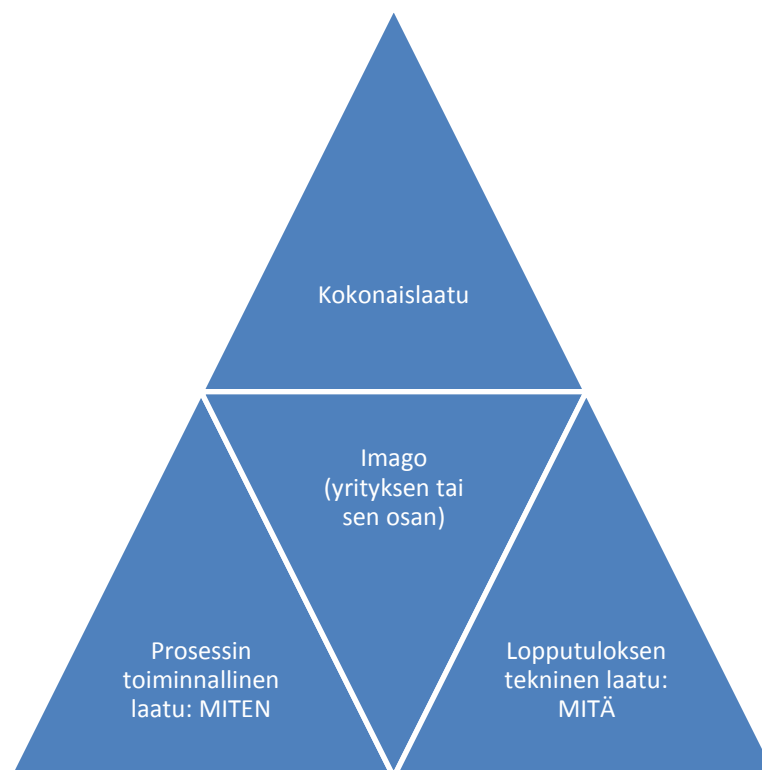 Kokonaislaatu
Imago
(yrityksen tai
sen osan)
Prosessin
toiminnallinen
laatu: MITEN
Lopputuloksen
tekninen laatu:
MITÄ